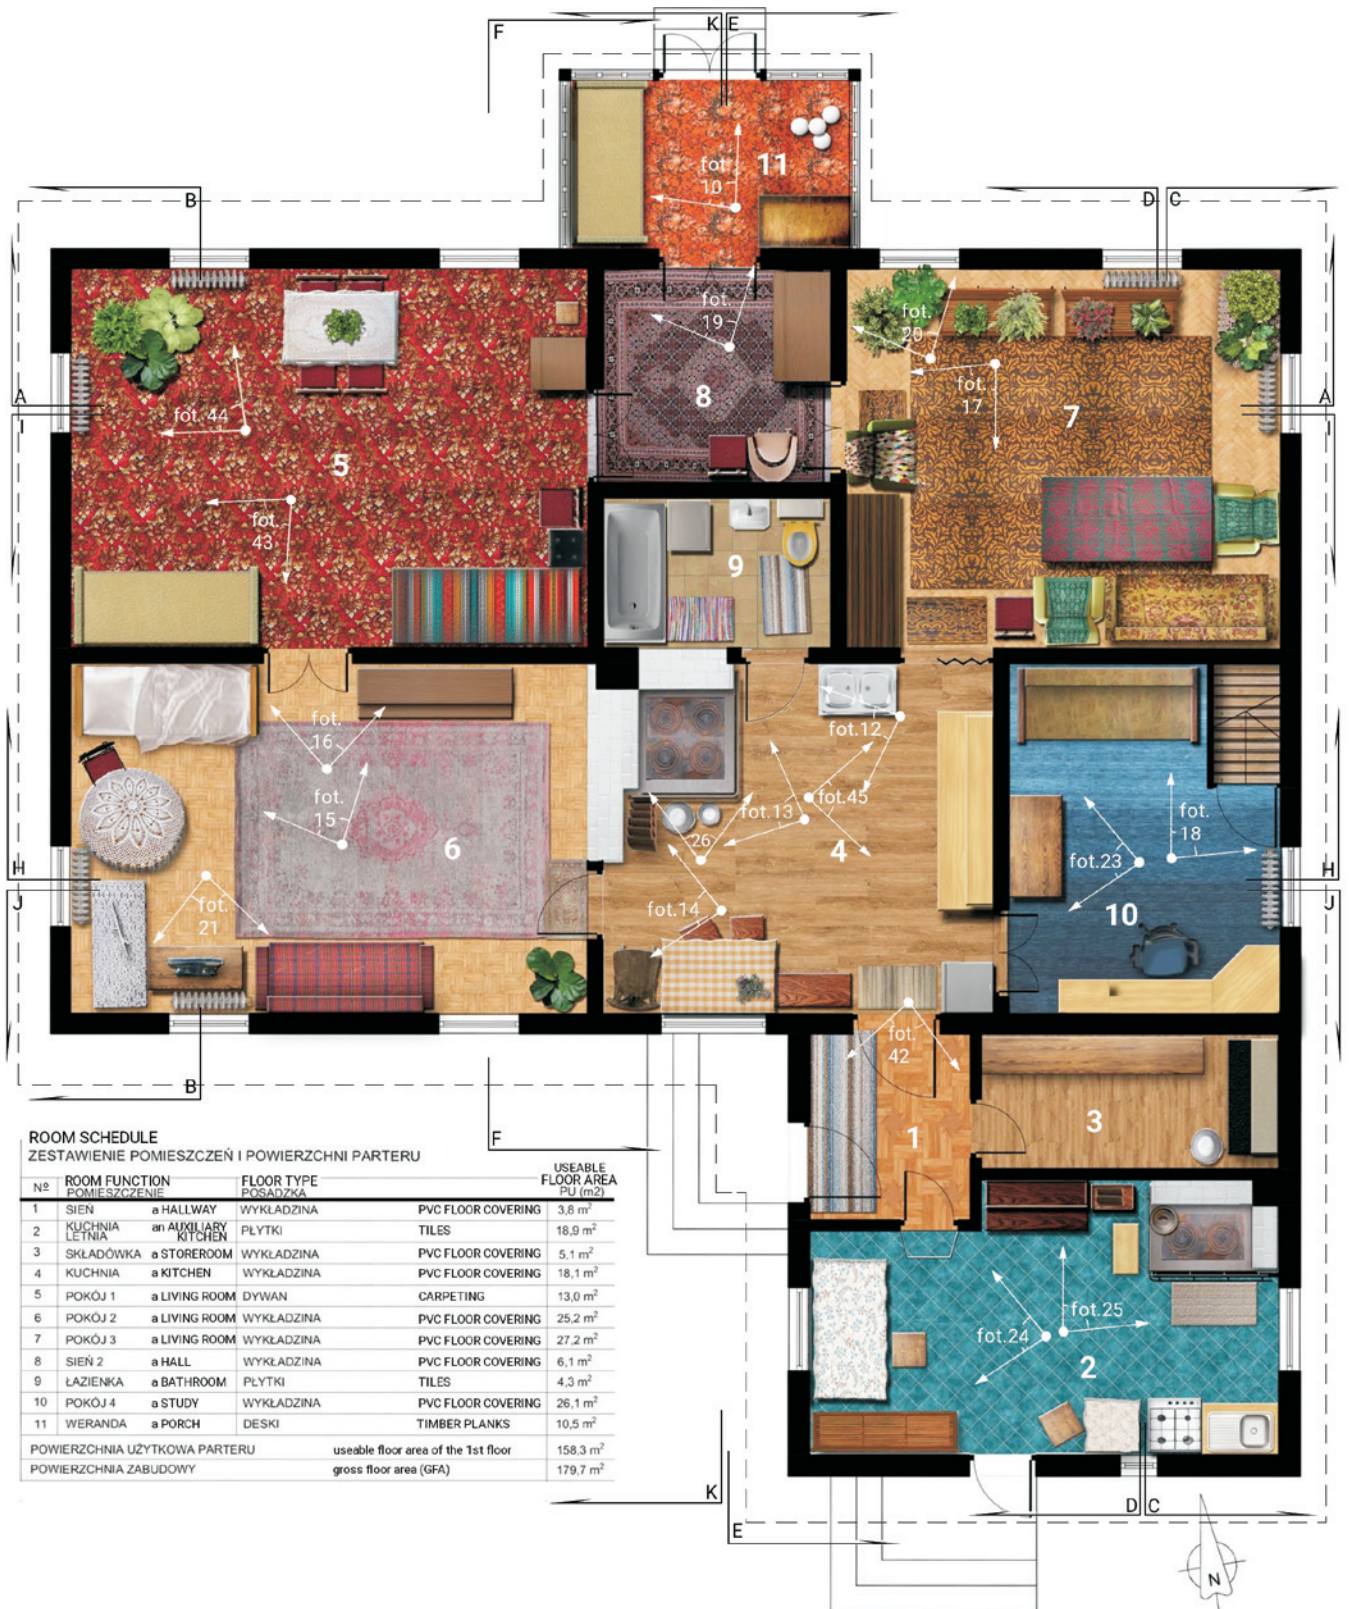 K E
F
fot.
10
11
B
D C
fot.
19
fot.
20
fot.
17
A
I
A
I
fot. 44
8
7
5
fot.
43
9
fot.
16
fot.12
fot.
15
fot.13
fot.45
fot.
18
6
26
4
fot.23
H
J
H
J
fot.
21
fot.14
10
fot.
42
B
F
1
3
ROOM SCHEDULE
ZESTAWIENIE POMIESZCZEŃ I POWIERZCHNI PARTERU
Nº ROOM FUNCTION POMIESZCZENIE FLOOR TYPE POSADZKA USEABLE FLOOR AREA PU (m2)
1 SIEŃ a HALLWAY WYKŁADZINA PVC FLOOR COVERING 3,8 m²
2 KUCHNIA LETNIA an AUXILIARY KITCHEN PŁYTKI TILES 18,9 m²
3 SKŁADÓWKA a STOREROOM WYKŁADZINA PVC FLOOR COVERING 5,1 m²
4 KUCHNIA a KITCHEN WYKŁADZINA PVC FLOOR COVERING 18,1 m²
5 POKÓJ 1 a LIVING ROOM DYWAN CARPETING 13,0 m²
6 POKÓJ 2 a LIVING ROOM WYKŁADZINA PVC FLOOR COVERING 25,2 m²
7 POKÓJ 3 a LIVING ROOM WYKŁADZINA PVC FLOOR COVERING 27,2 m²
8 SIEŃ 2 a HALL WYKŁADZINA PVC FLOOR COVERING 6,1 m²
9 ŁAZIENKA a BATHROOM PŁYTKI TILES 4,3 m²
10 POKÓJ 4 a STUDY WYKŁADZINA PVC FLOOR COVERING 26,1 m²
11 WERANDA a PORCH DESKI TIMBER PLANKS 10,5 m²
POWIERZCHNIA UŻYTKOWA PARTERU useable floor area of the 1st floor 158,3 m²
POWIERZCHNIA ZABUDOWY gross floor area (GFA) 179,7 m²
fot.25
fot.24
2
K
E
D C
N